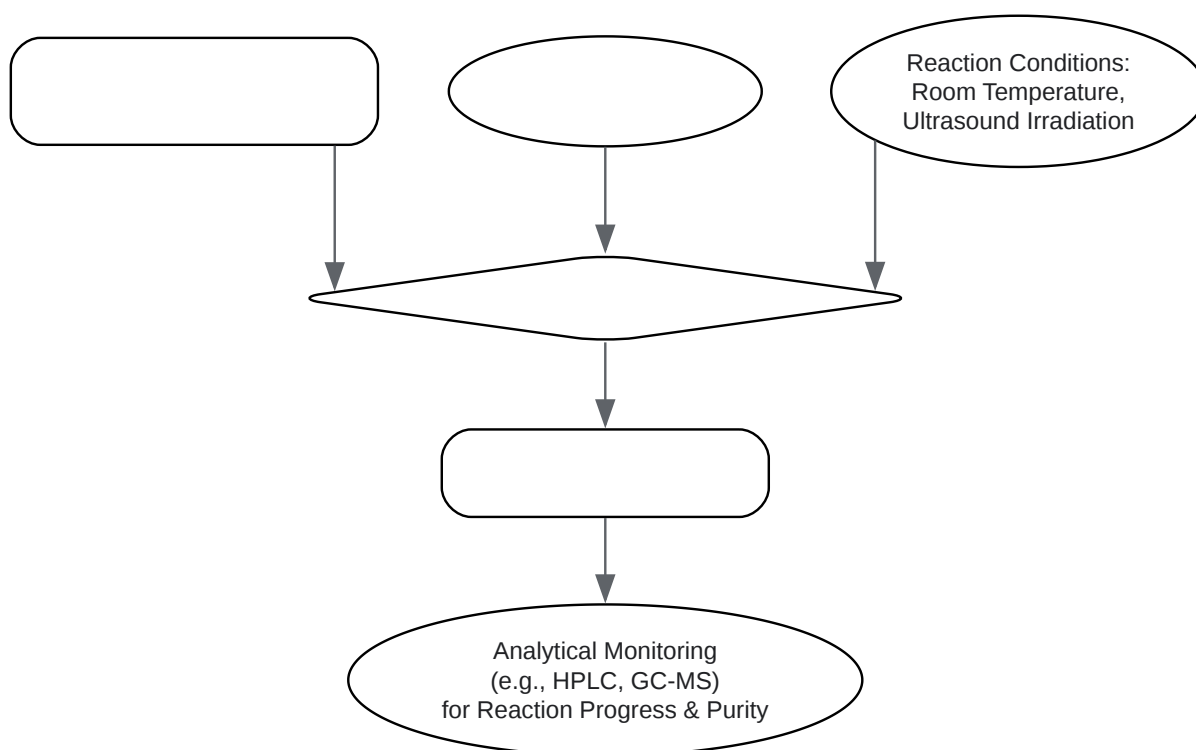 Reaction Conditions:
Room Temperature,
Ultrasound Irradiation
Analytical Monitoring
(e.g., HPLC, GC-MS)
for Reaction Progress & Purity